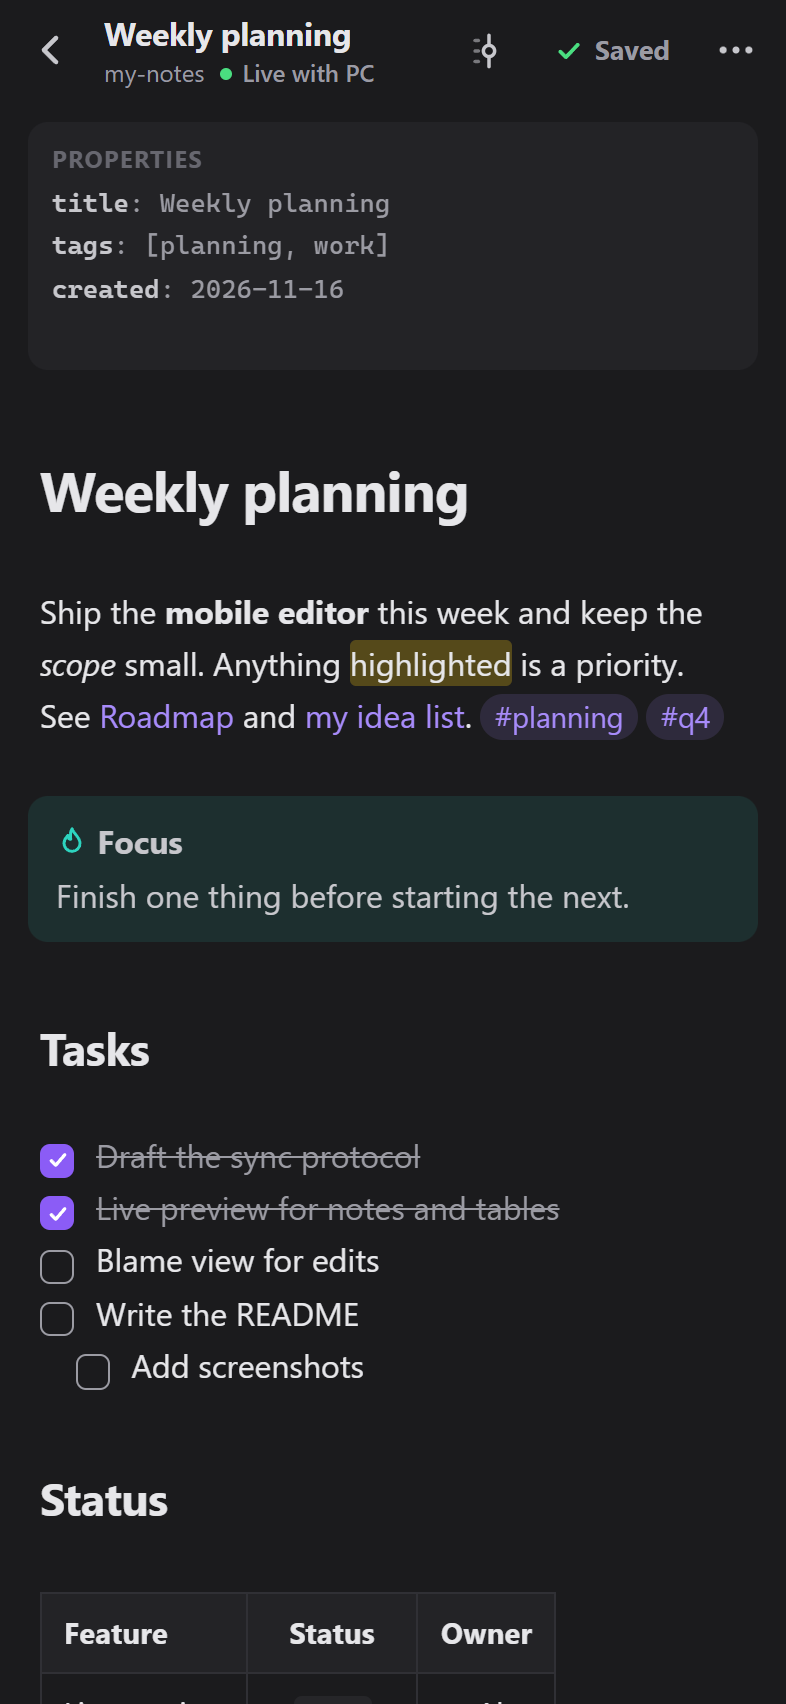 Weekly planning
my-notes Live with PC
Saved
PROPERTIES
title: Weekly planning
tags: [planning, work]
created: 2026-11-16
Weekly planning
Ship the mobile editor this week and keep the
scope small. Anything highlighted is a priority.
See Roadmap and my idea list. #planning #q4
Focus
Finish one thing before starting the next.
Tasks
Draft the sync protocol
Live preview for notes and tables
Blame view for edits
Write the README
Add screenshots
Status
Feature Status Owner